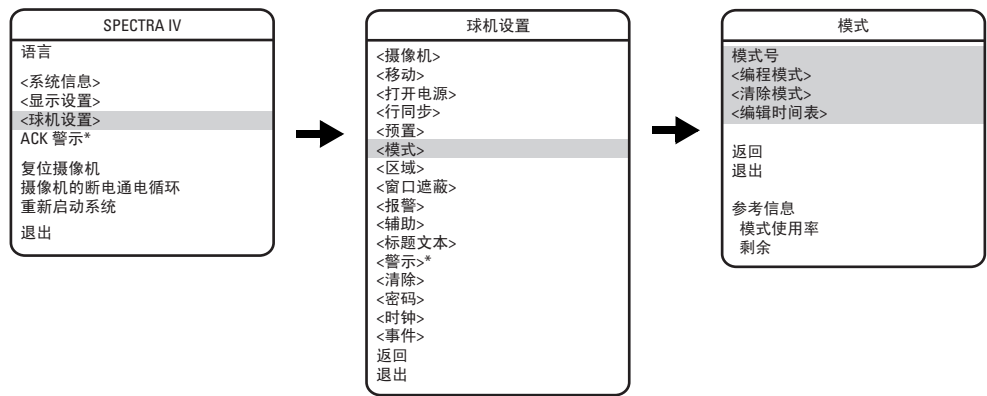 SPECTRA IV
语言
<系统信息>
<显示设置>
<球机设置>
ACK 警示*
复位摄像机
摄像机的断电通电循环
重新启动系统
退出
球机设置
<摄像机>
<移动>
<打开电源>
<行同步>
<预置>
<模式>
<区域>
<窗口遮蔽>
<报警>
<辅助>
<标题文本>
<警示>*
<清除>
<密码>
<时钟>
<事件>
返回
退出
模式
模式号
<编程模式>
<清除模式>
<编辑时间表>
返回
退出
参考信息
模式使用率
剩余